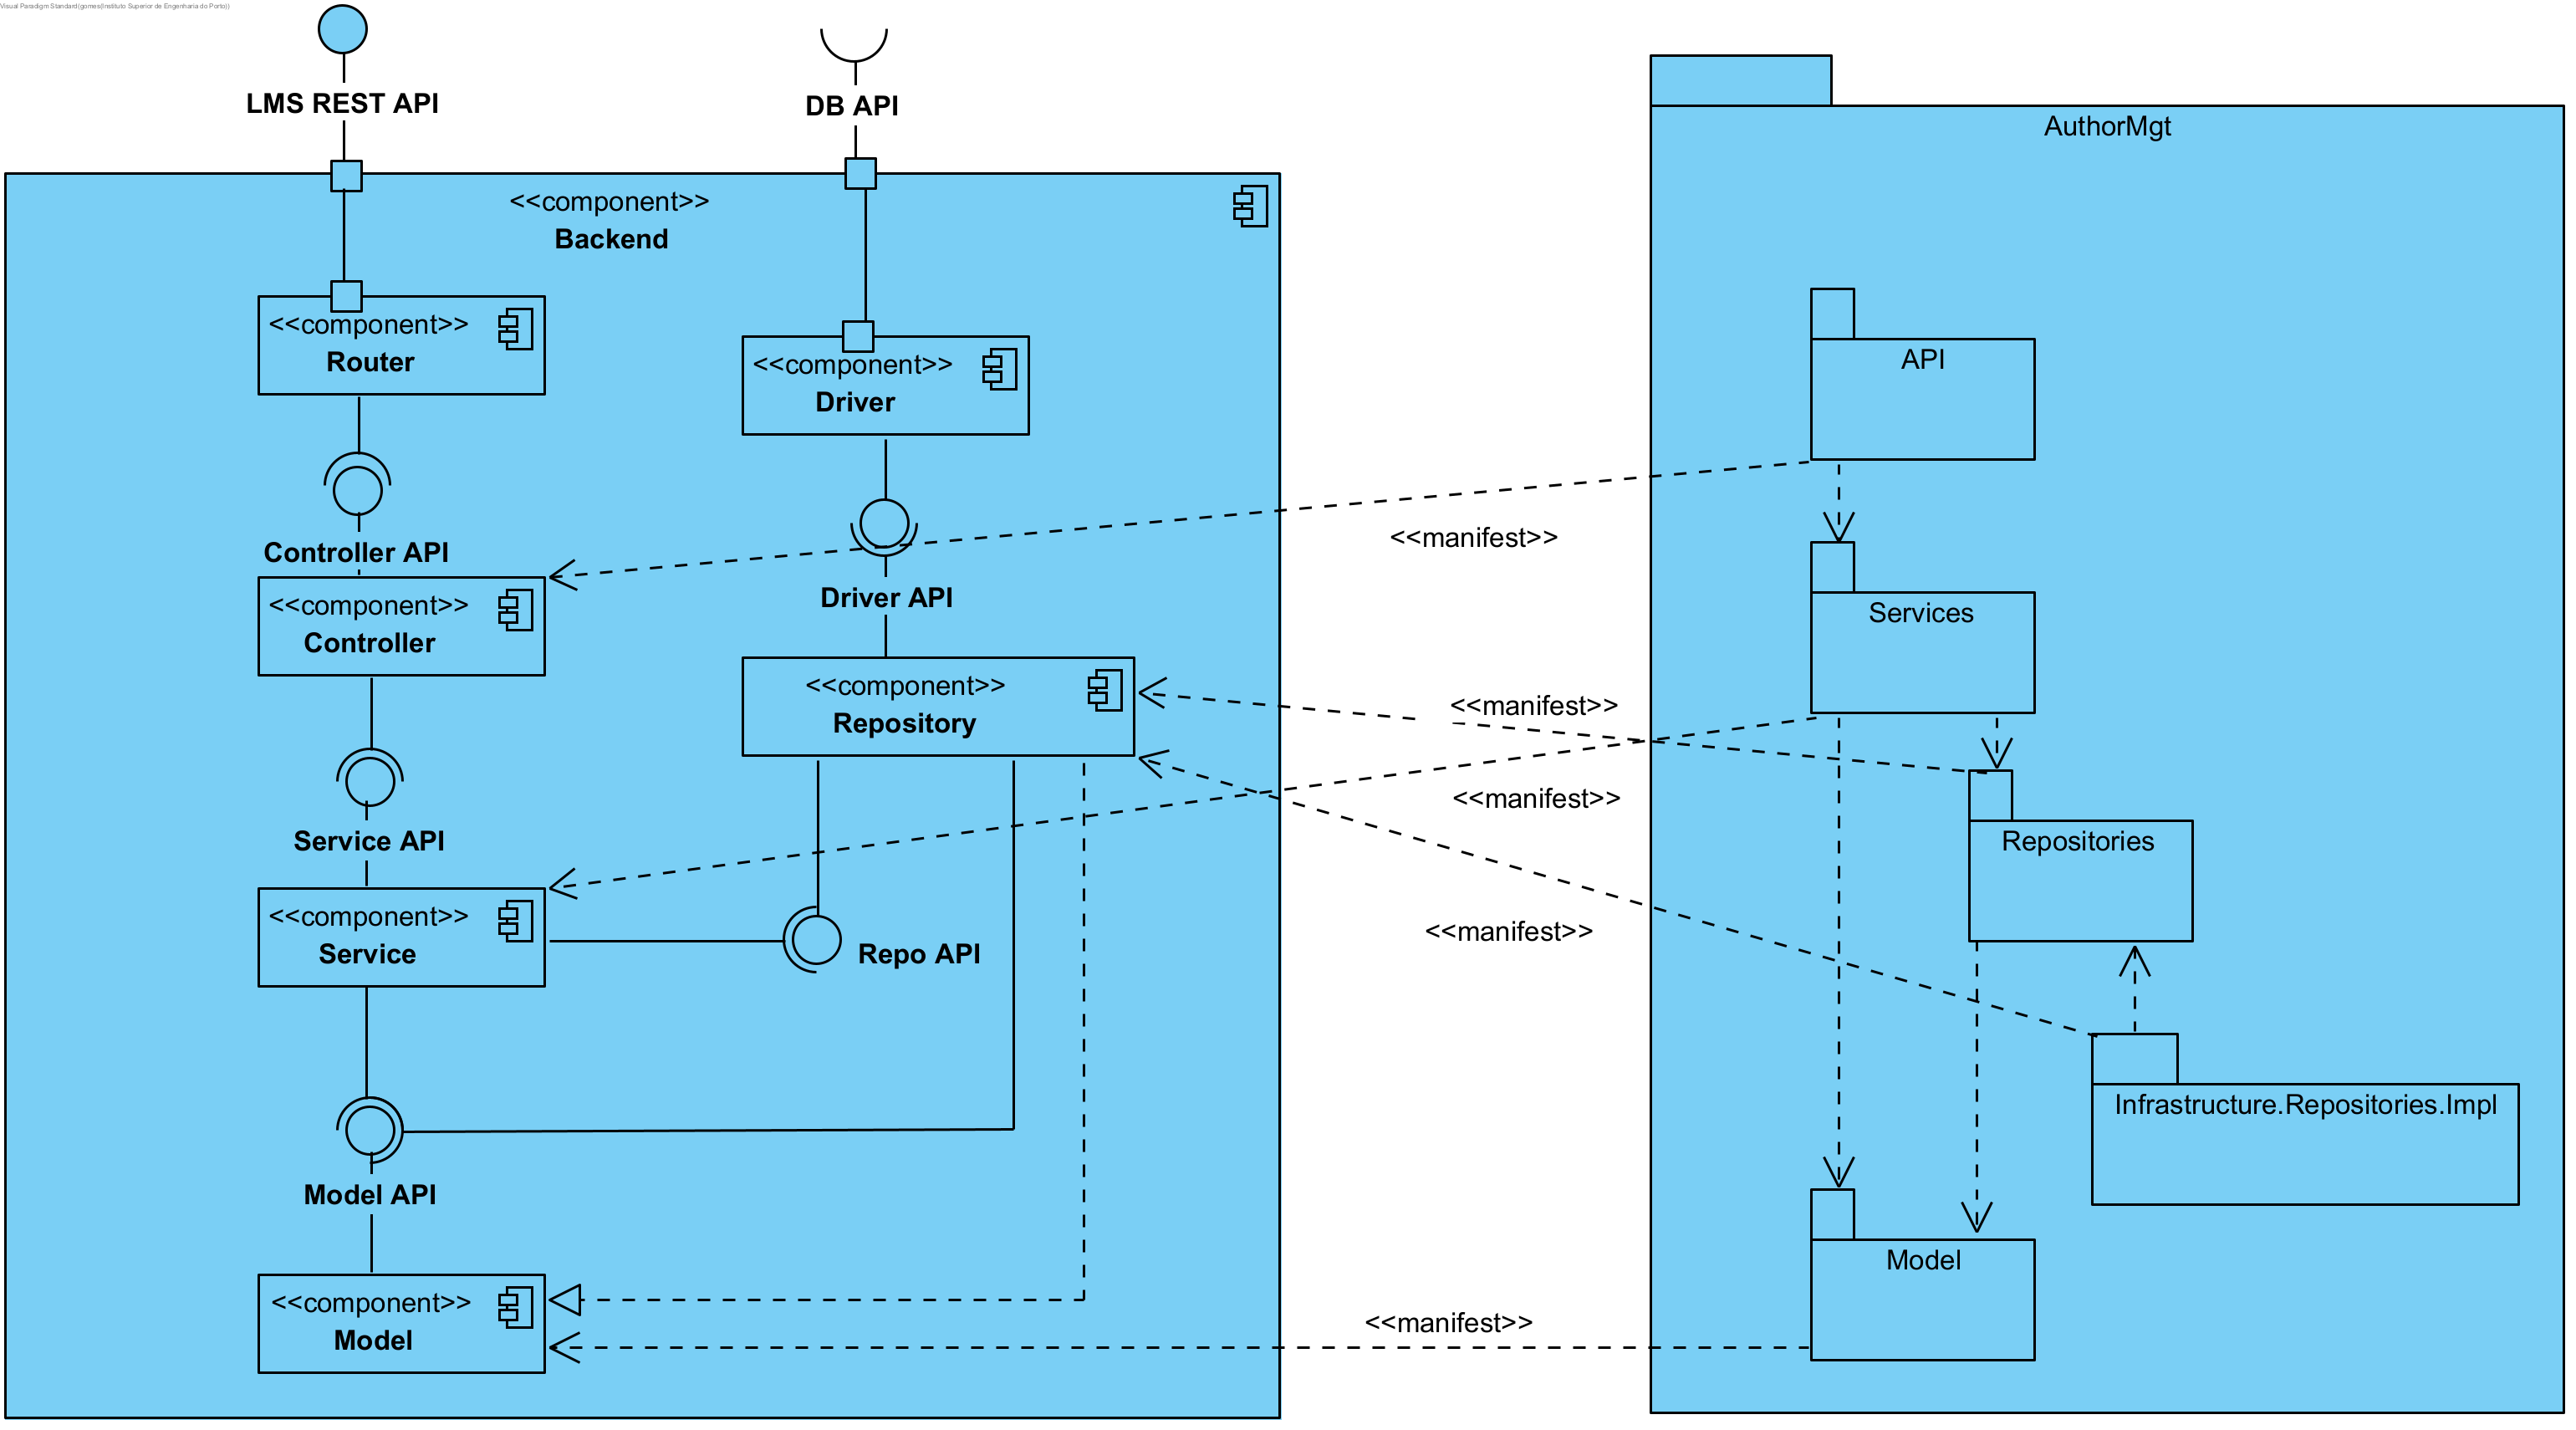 Visual Paradigm Standard(gomes(Instituto Superior de Engenharia do Porto))
LMS REST API
DB API
<<component>>
Backend
<<component>>
Router
<<component>>
Driver
Controller API
<<component>>
Controller
Driver API
<<component>>
Repository
Service API
<<component>>
Service
Repo API
Model API
<<component>>
Model
<<manifest>>
<<manifest>>
<<manifest>>
<<manifest>>
<<manifest>>
AuthorMgt
API
Services
Repositories
Infrastructure.Repositories.Impl
Model